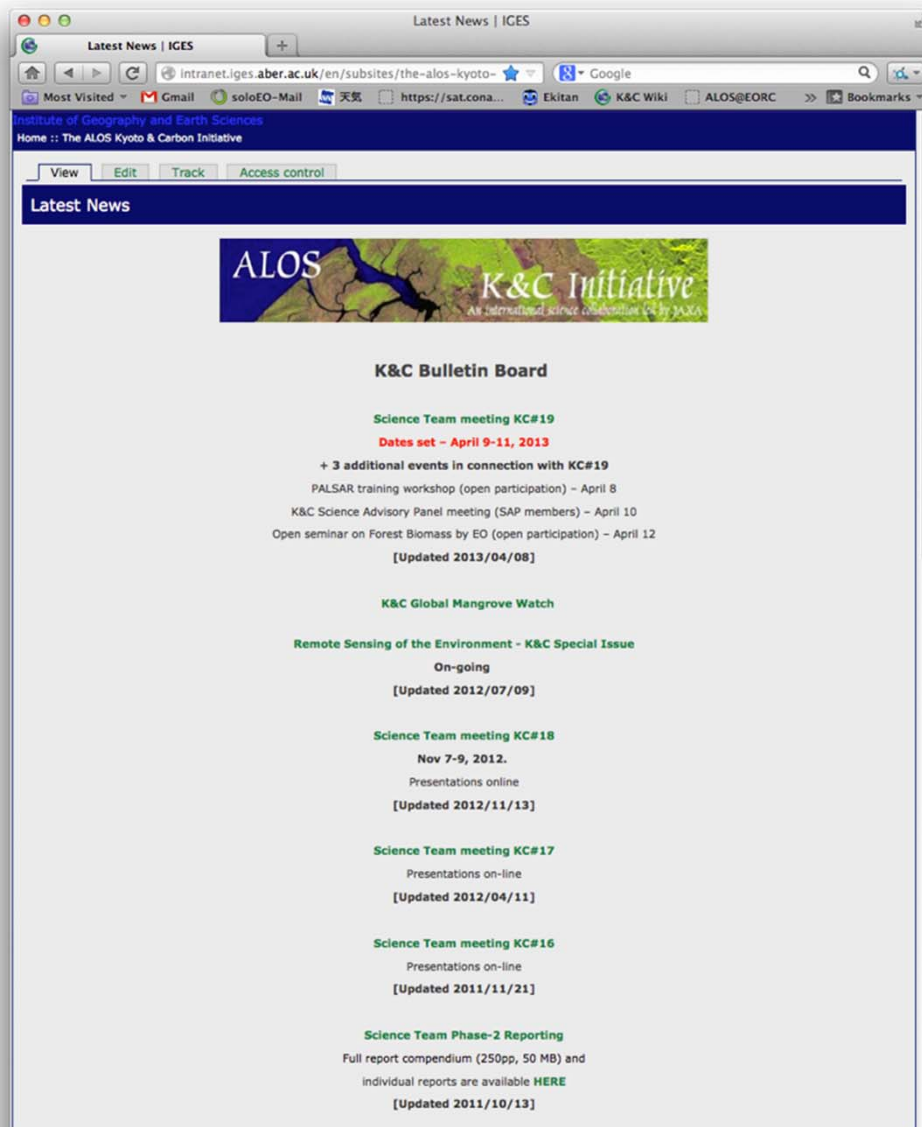 Latest News | IGES
Latest News | IGES
intranet.iges.aber.ac.uk/en/subsites/the-alos-kyoto-
Google
Most Visited
Gmail
soloEO-Mail
天気
https://sat.cona...
Ekitan
K&C Wiki
ALOS@EORC
Bookmarks
Institute of Geography and Earth Sciences
Home :: The ALOS Kyoto & Carbon Initiative
View
Edit
Track
Access control
Latest News
ALOS
K&C Initiative
An international science collaboration led by JAXA
K&C Bulletin Board
Science Team meeting KC#19
Dates set – April 9-11, 2013
+ 3 additional events in connection with KC#19
PALSAR training workshop (open participation) – April 8
K&C Science Advisory Panel meeting (SAP members) – April 10
Open seminar on Forest Biomass by EO (open participation) – April 12
[Updated 2013/04/08]
K&C Global Mangrove Watch
Remote Sensing of the Environment - K&C Special Issue
On-going
[Updated 2012/07/09]
Science Team meeting KC#18
Nov 7-9, 2012.
Presentations online
[Updated 2012/11/13]
Science Team meeting KC#17
Presentations on-line
[Updated 2012/04/11]
Science Team meeting KC#16
Presentations on-line
[Updated 2011/11/21]
Science Team Phase-2 Reporting
Full report compendium (250pp, 50 MB) and
individual reports are available HERE
[Updated 2011/10/13]